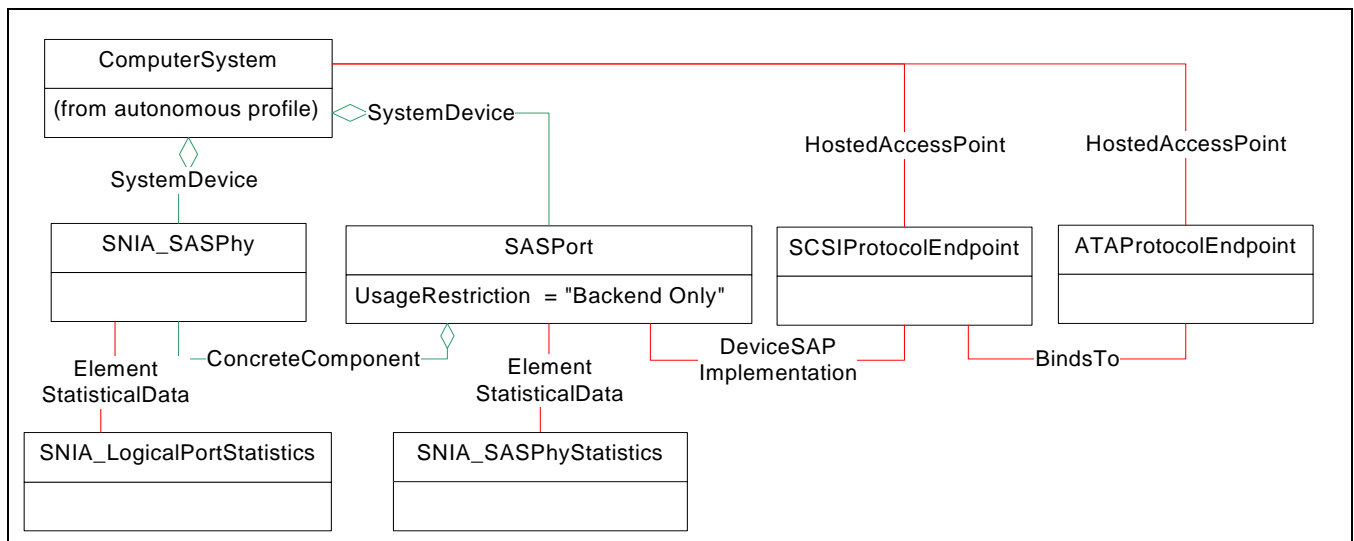 ComputerSystem
(from autonomous profile)
SystemDevice
HostedAccessPoint
HostedAccessPoint
SystemDevice
SNIA_SASPhy
SASPort
UsageRestriction = "Backend Only"
SCSIProtocolEndpoint
ATAProtocolEndpoint
ConcreteComponent
Element
StatisticalData
Element
StatisticalData
DeviceSAP
Implementation
BindsTo
SNIA_LogicalPortStatistics
SNIA_SASPhyStatistics